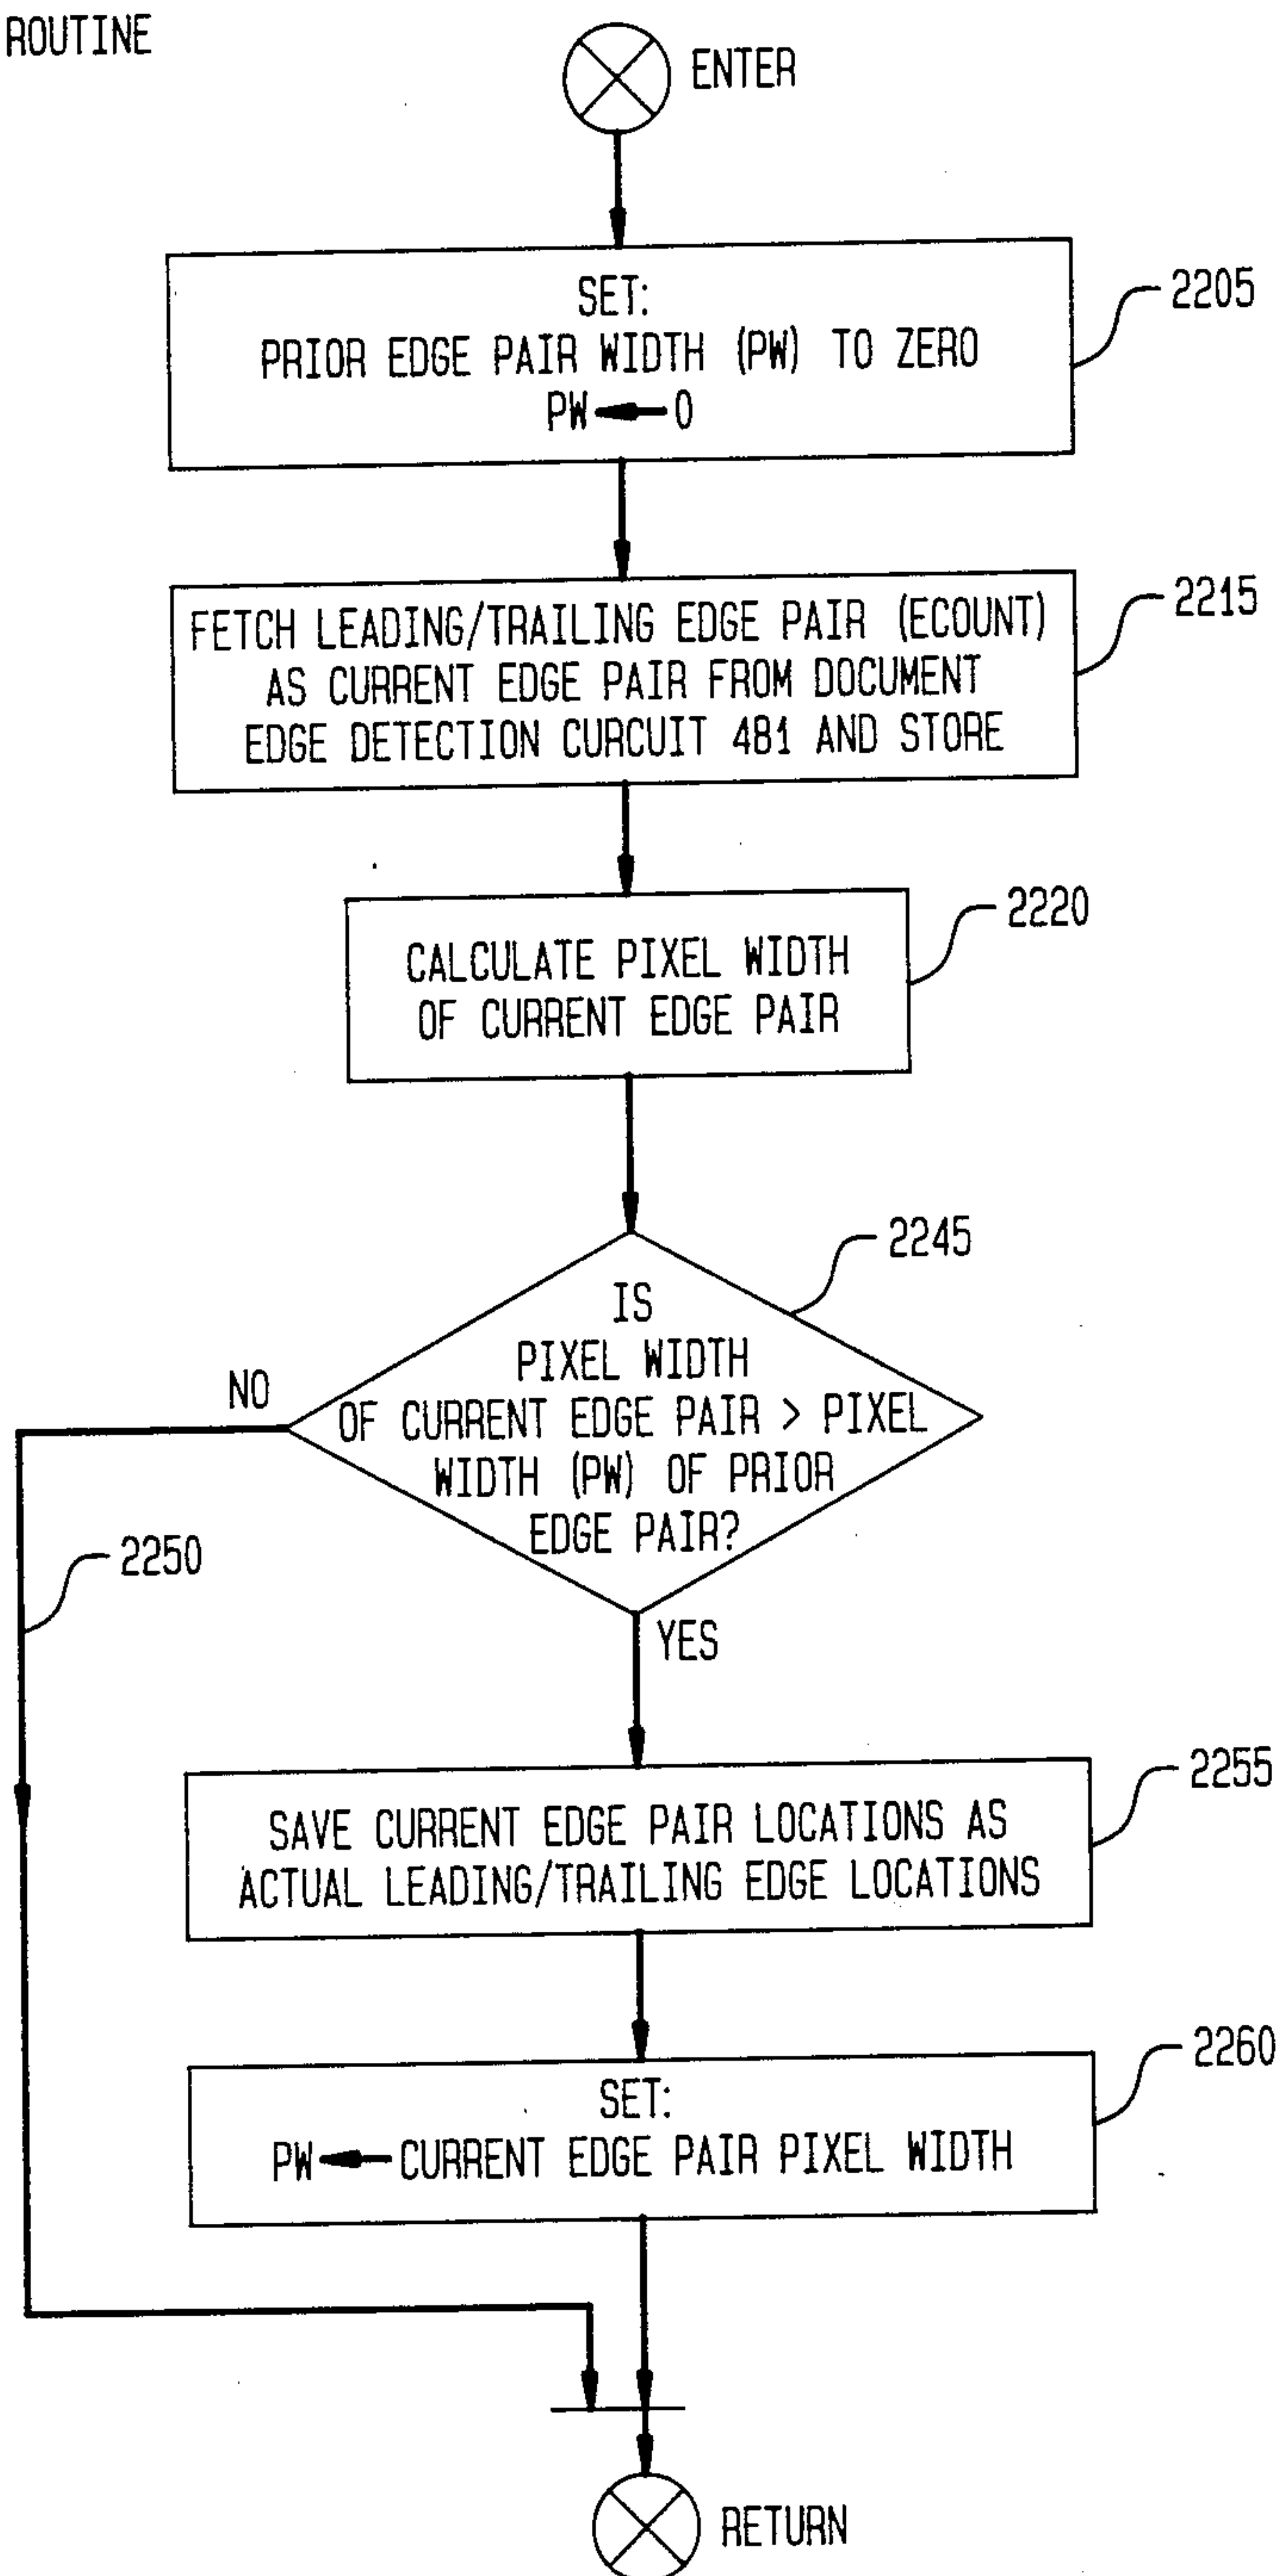 ROUTINE
ENTER
SET:
PRIOR EDGE PAIR WIDTH (PW) TO ZERO
PW 0
2205
FETCH LEADING/TRAILING EDGE PAIR (ECOUNT)
AS CURRENT EDGE PAIR FROM DOCUMENT
EDGE DETECTION CURCUIT 481 AND STORE
2215
CALCULATE PIXEL WIDTH
OF CURRENT EDGE PAIR
2220
IS
PIXEL WIDTH
OF CURRENT EDGE PAIR > PIXEL
WIDTH (PW) OF PRIOR
EDGE PAIR?
2245
NO
2250
YES
SAVE CURRENT EDGE PAIR LOCATIONS AS
ACTUAL LEADING/TRAILING EDGE LOCATIONS
2255
SET:
PW CURRENT EDGE PAIR PIXEL WIDTH
2260
RETURN